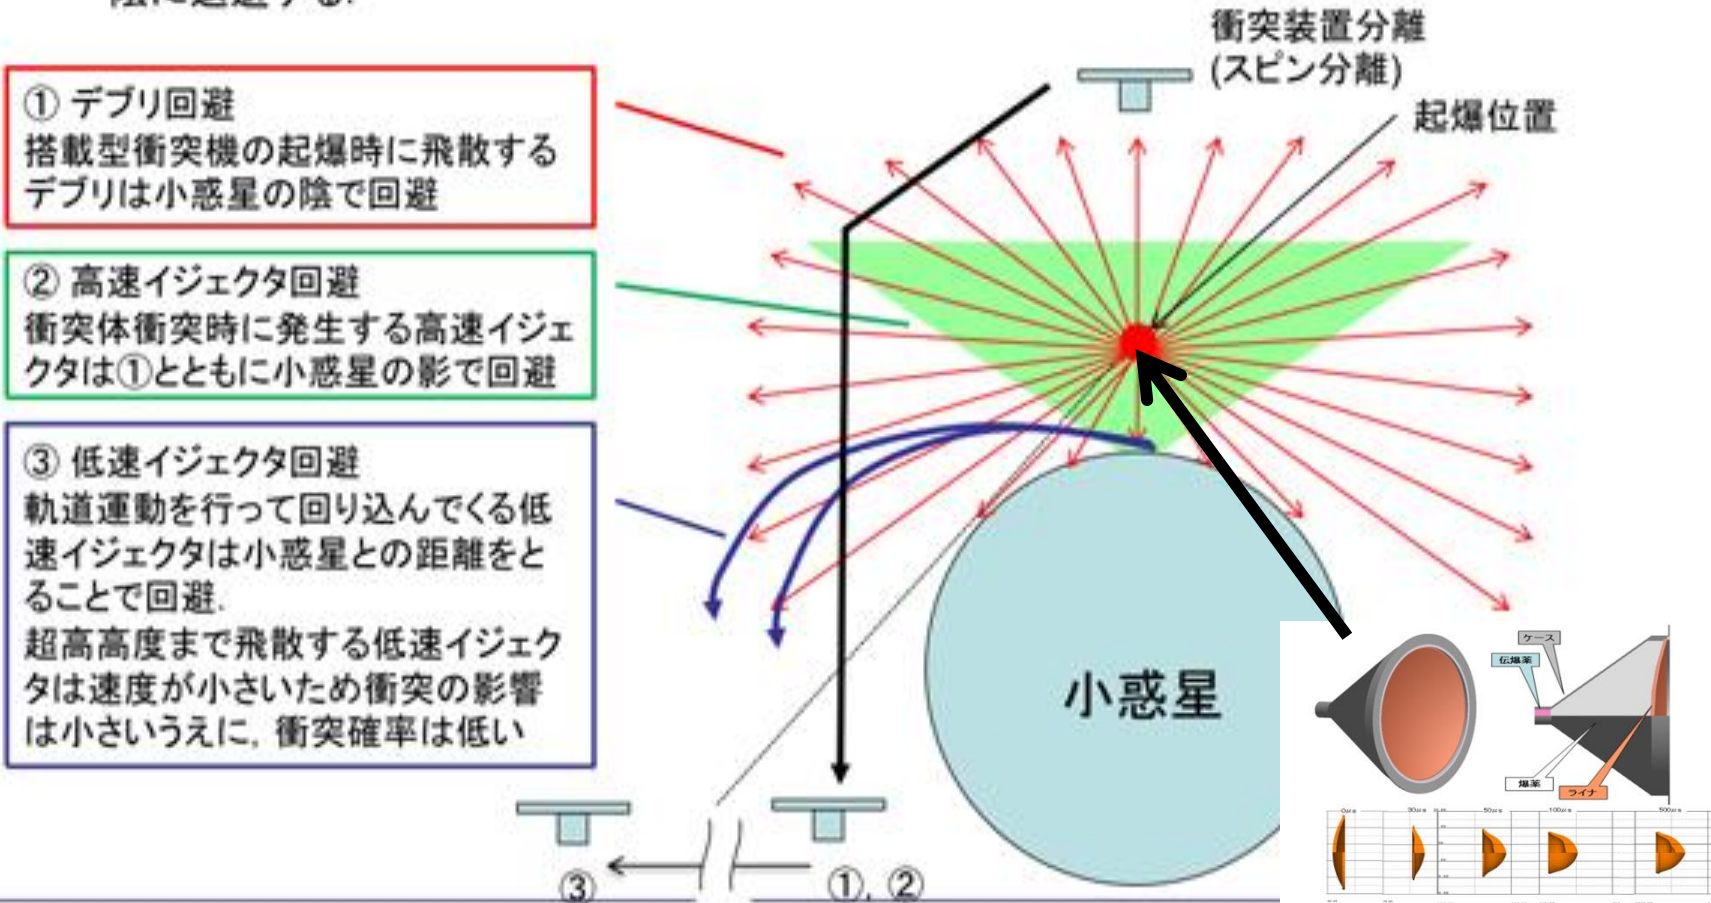 ① デブリ回避
搭載型衝突機の起爆時に飛散する
デブリは小惑星の陰で回避
② 高速イジェクタ回避
衝突体衝突時に発生する高速イジェ
クタは①とともに小惑星の影で回避
③ 低速イジェクタ回避
軌道運動を行って回り込んでくる低
速イジェクタは小惑星との距離をと
ることで回避.
超高高度まで飛散する低速イジェク
タは速度が小さいため衝突の影響
は小さいうえに, 衝突確率は低い
衝突装置分離
(スピン分離)
起爆位置
小惑星
③
①, ②
ケース
伝爆薬
爆薬
ライナ
0μs
30μs
50μs
100μs
500μs